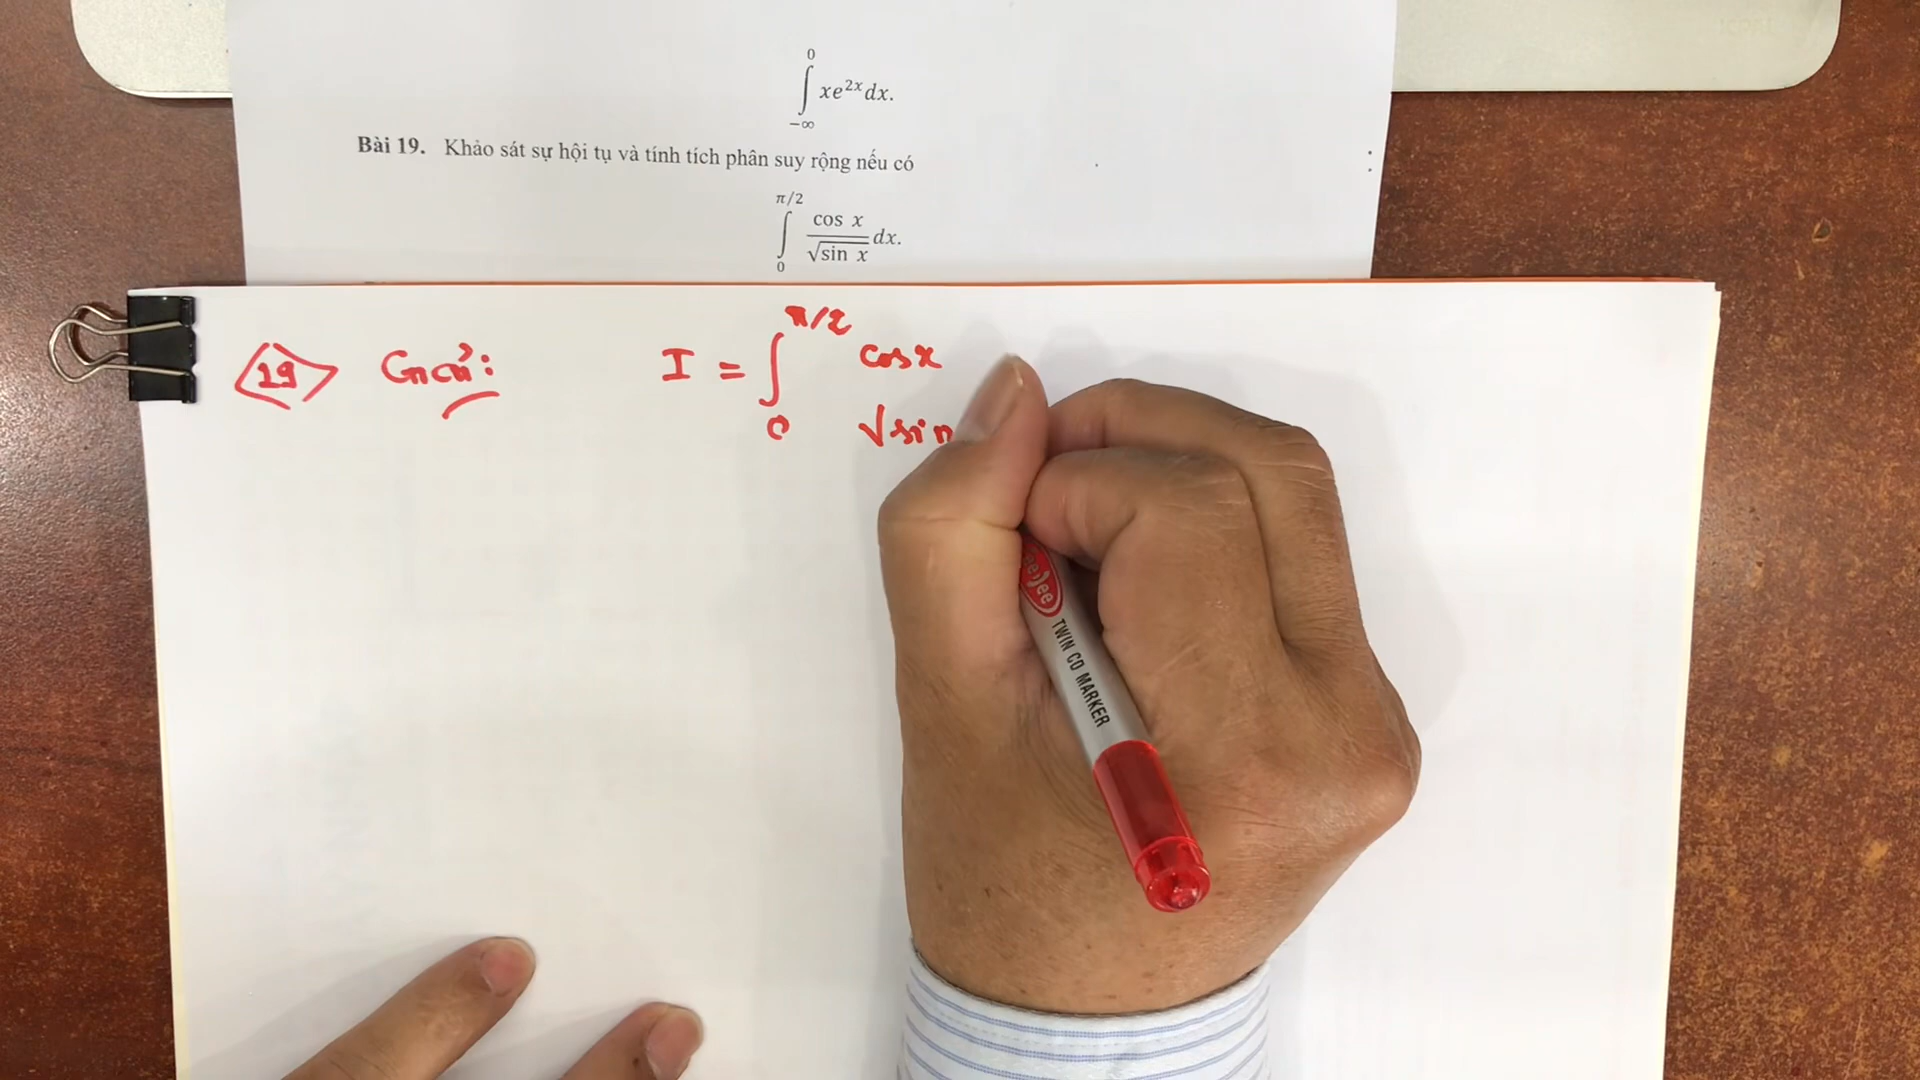 0
∫ xe^{2x} dx.
−∞
Bài 19. Khảo sát sự hội tụ và tính tích phân suy rộng nếu có
π/2
∫ cos x / √sin x dx.
0
19 Giải: I = ∫_0^{π/2} cosx / √sin
TWIN CD MARKER